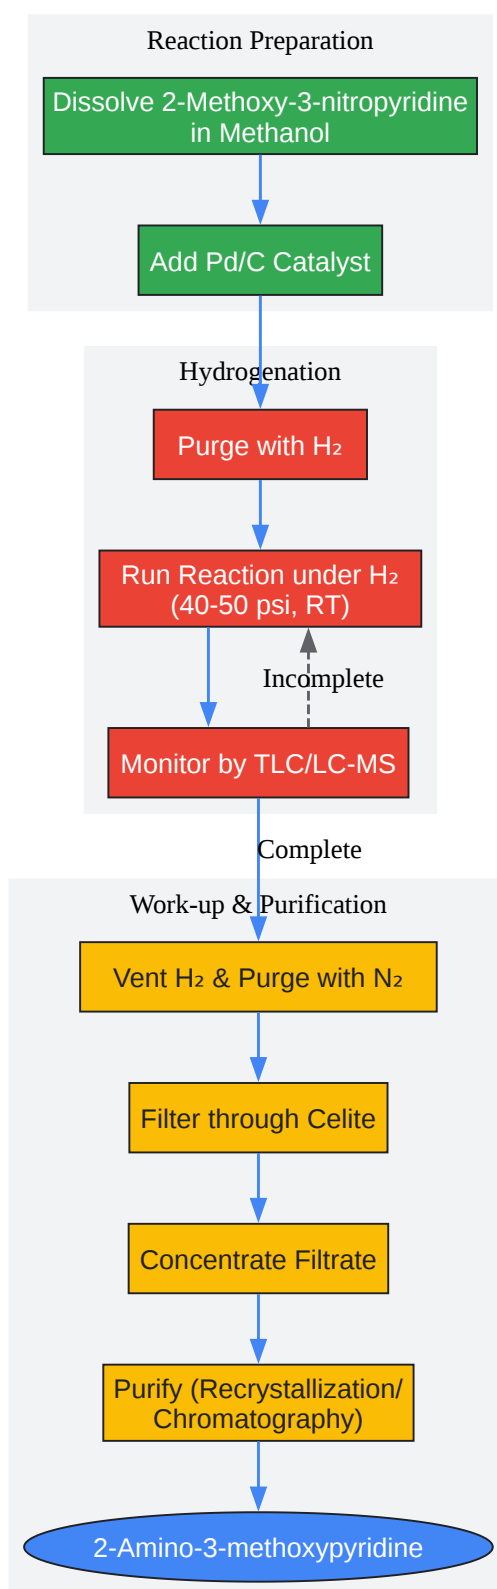 Reaction Preparation
Dissolve 2-Methoxy-3-nitropyridine
in Methanol
Add Pd/C Catalyst
Hydrogenation
Purge with H₂
Run Reaction under H₂
(40-50 psi, RT)
Incomplete
Monitor by TLC/LC-MS
Complete
Work-up & Purification
Vent H₂ & Purge with N₂
Filter through Celite
Concentrate Filtrate
Purify (Recrystallization/
Chromatography)
2-Amino-3-methoxypyridine